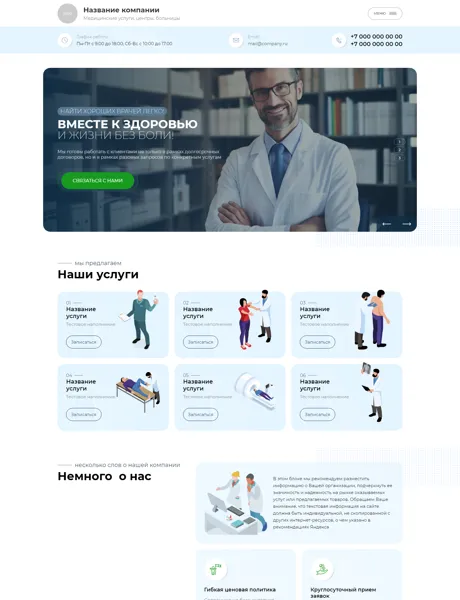 Название компании
Медицинские услуги, центры, больницы
МЕНЮ
График работы
Пн-Пт с 9:00 до 18:00, Сб-Вс с 10:00 до 17:00
E-mail
mail@company.ru
+7 000 000 00 00
+7 000 000 00 00
НАЙТИ ХОРОШИХ ВРАЧЕЙ ЛЕГКО!
ВМЕСТЕ К ЗДОРОВЬЮ
И ЖИЗНИ БЕЗ БОЛИ!
Мы готовы работать с клиентами не только в рамках долгосрочных
договоров, но и в рамках разовых запросов по конкретным услугам
СВЯЗАТЬСЯ С НАМИ
мы предлагаем
Наши услуги
01
Название
услуги
Тестовое наполнение
Записаться
02
Название
услуги
Тестовое наполнение
Записаться
03
Название
услуги
Тестовое наполнение
Записаться
04
Название
услуги
Тестовое наполнение
Записаться
05
Название
услуги
Тестовое наполнение
Записаться
06
Название
услуги
Тестовое наполнение
Записаться
несколько слов о нашей компании
Немного о нас
В этом блоке мы рекомендуем разместить
информацию о Вашей организации, подчеркнуть ее
значимость и надежность на рынке оказываемых
услуг или предлагаемых товаров. Обращаем Ваше
внимание, что текстовая информация на сайте
должна быть индивидуальной, не скопированной с
других интернет-ресурсов, о чем указано в
рекомендациях Яндекса
Гибкая ценовая политика
Круглосуточный прием
заявок